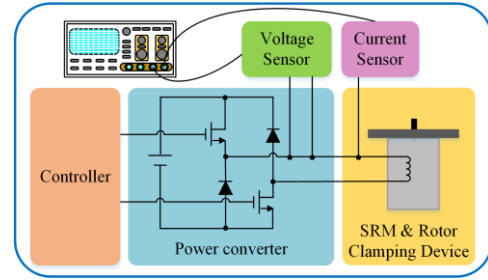 Voltage
Sensor
Current
Sensor
Controller
Power converter
SRM & Rotor
Clamping Device